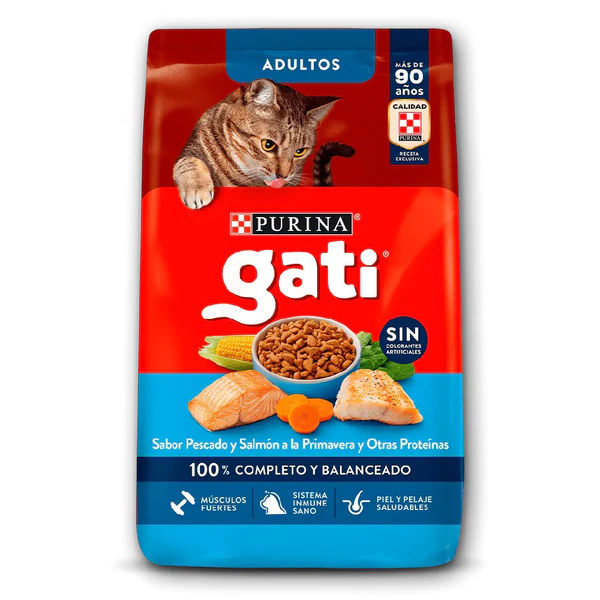 ADULTOS
MÁS DE
90
años
CALIDAD
PURINA
RECETA
EXCLUSIVA
PURINA®
gati®
SIN
COLORANTES
ARTIFICIALES
Sabor Pescado y Salmón a la Primavera y Otras Proteínas
100% COMPLETO Y BALANCEADO
MÚSCULOS
FUERTES
SISTEMA
INMUNE
SANO
PIEL Y PELAJE
SALUDABLES